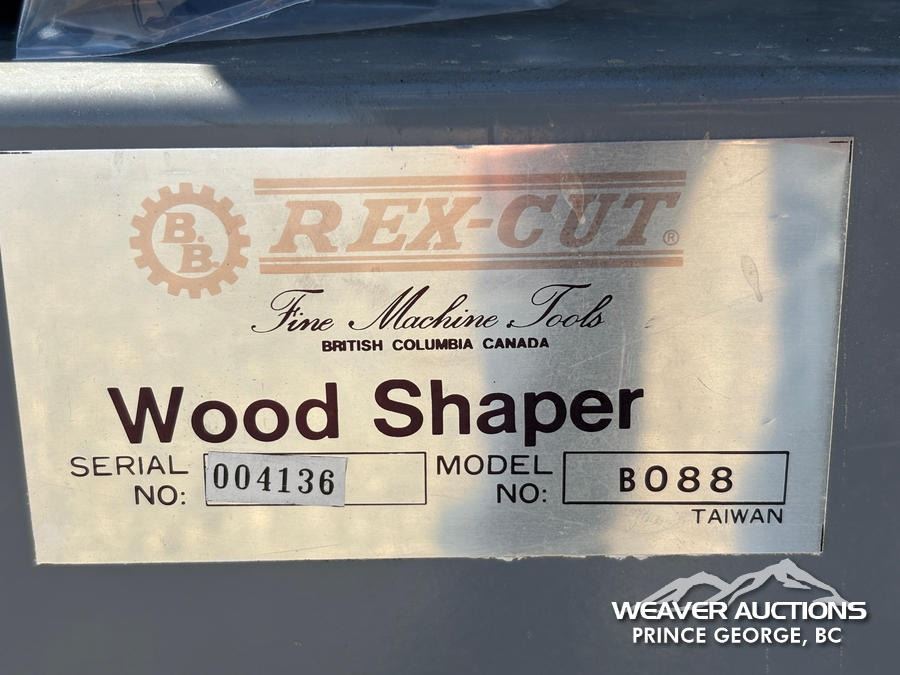 B.B.
REX-CUT®
Fine Machine Tools
BRITISH COLUMBIA CANADA
Wood Shaper
SERIAL NO: 004136
MODEL NO: B088
TAIWAN
WEAVER AUCTIONS
PRINCE GEORGE, BC